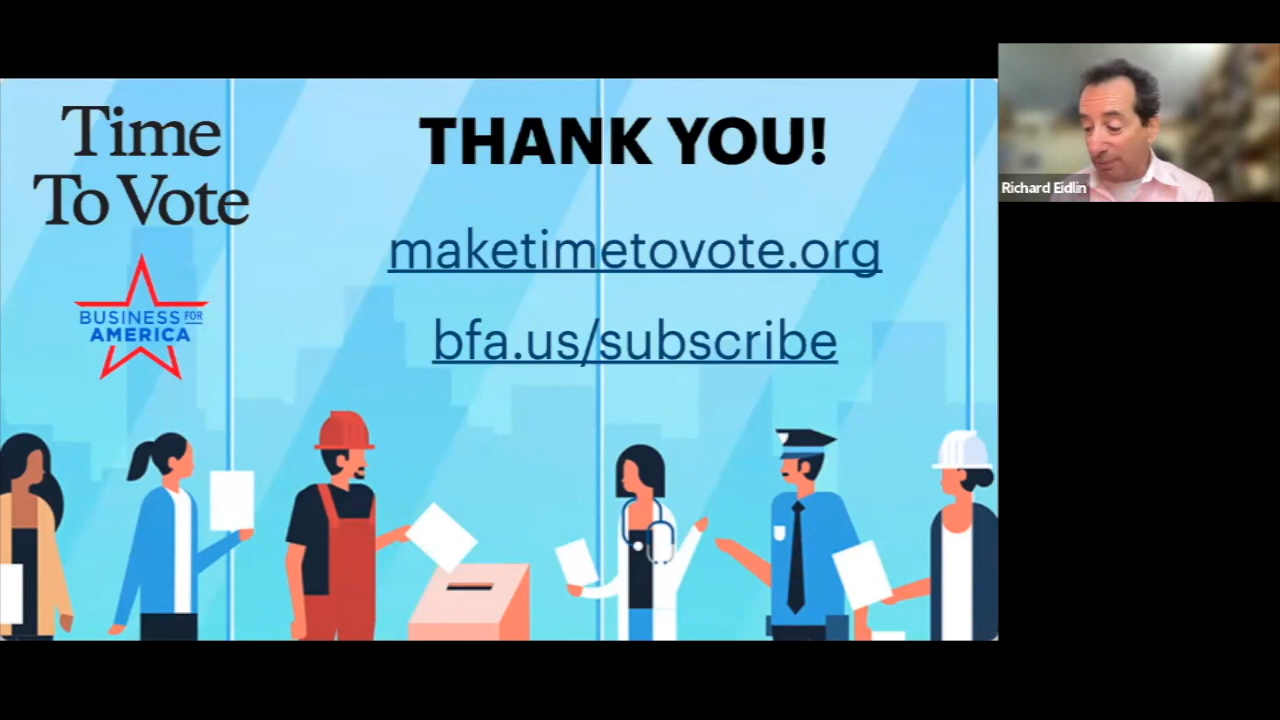 Time
To Vote
BUSINESS FOR
AMERICA
THANK YOU!
maketimetovote.org
bfa.us/subscribe
Richard Eidlin